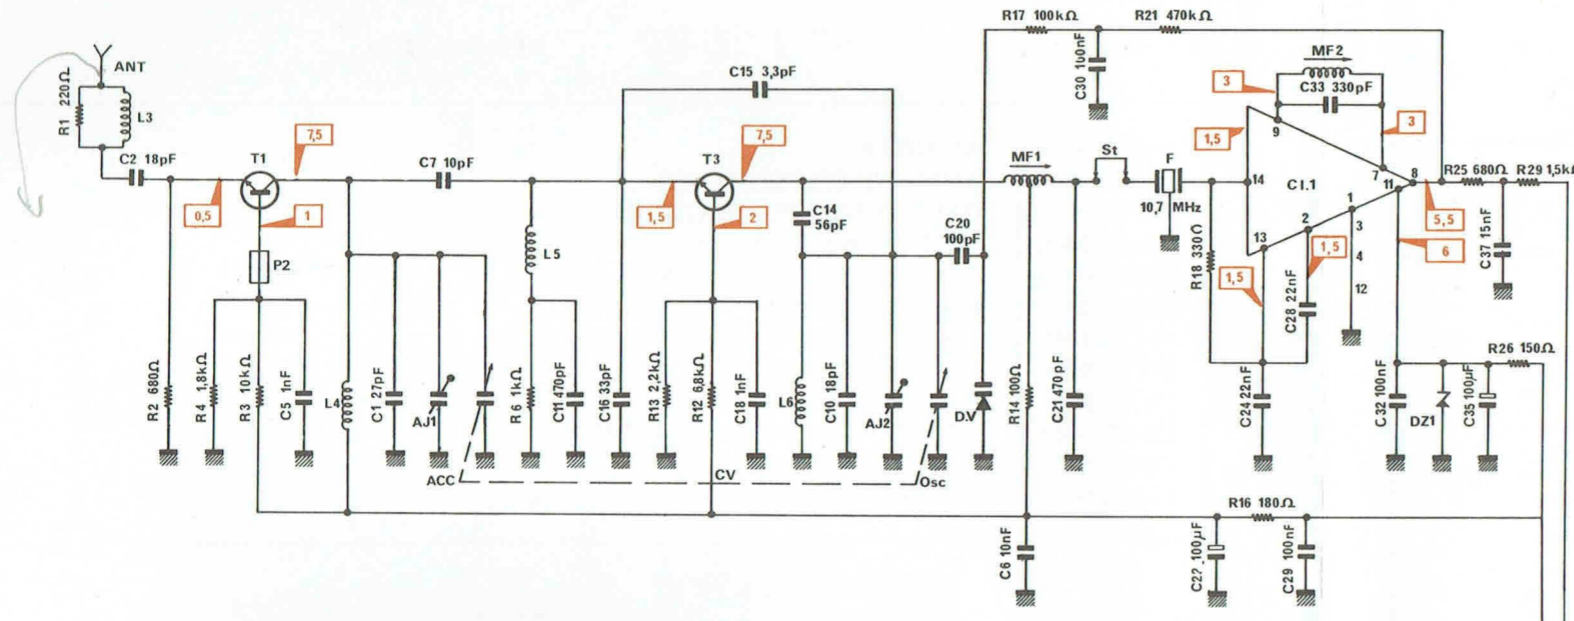 R17 100kΩ
R21 470kΩ
ANT
R1 220Ω
L3
C2 18pF
T1
7,5
0,5
1
P2
C7 10pF
C15 3,3pF
T3
7,5
1,5
2
L5
C14
56pF
C20
100pF
C30 100nF
MF1
St
F
10,7 MHz
MF2
C33 330pF
3
3
1,5
9
14
CI.1
7
8
11
1
2
3
4
12
13
1,5
1,5
5,5
6
R25 680Ω
R29 1,5kΩ
C37 15nF
R18 330Ω
C28 22nF
R2 680Ω
R4 1,8kΩ
R3 10kΩ
C5 1nF
L4
C1 27pF
AJ1
ACC
R6 1kΩ
C11 470pF
C16 33pF
R13 2,2kΩ
R12 6,8kΩ
C18 1nF
L6
C10 18pF
AJ2
CV
Osc
D.V
R14 100Ω
C21 470pF
C24 22nF
C32 100nF
DZ1
C35 100μF
R26 150Ω
R16 180Ω
C6 10nF
100μF
C29 100nF